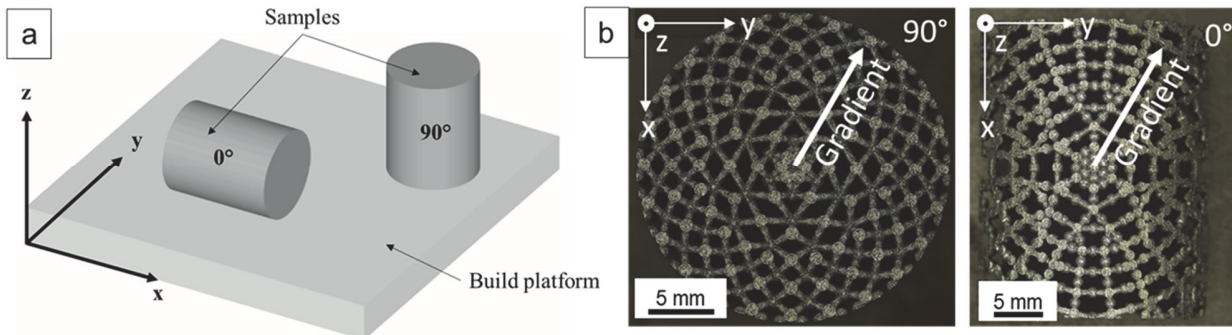 a
Samples
z
y
x
0°
90°
Build platform
b
z
y
x
90°
Gradient
5 mm
z
y
x
0°
Gradient
5 mm